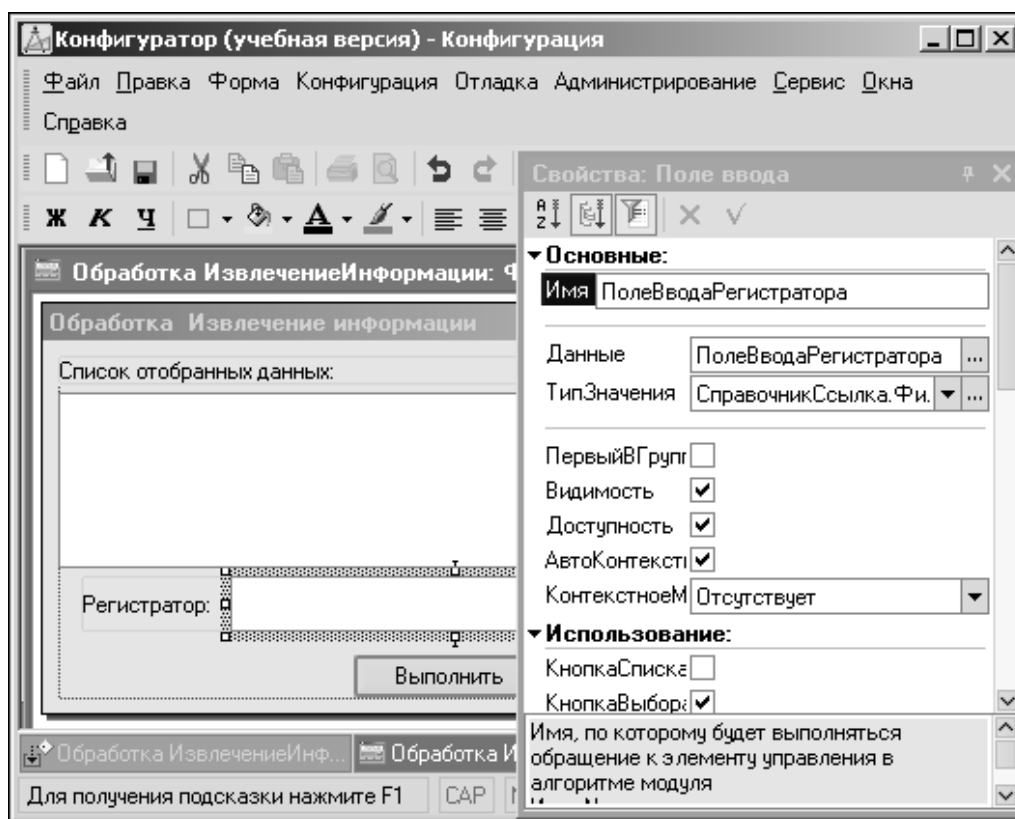 Конфигуратор (учебная версия) - Конфигурация
Файл Правка Форма Конфигурация Отладка Администрирование Сервис Окна
Справка
Ж К Ч А
Обработка ИзвлечениеИнформации: Ф
Обработка Извлечение информации
Список отобранных данных:
Регистратор:
Выполнить
Свойства: Поле ввода
Основные:
Имя ПолеВводаРегистратора
Данные ПолеВводаРегистратора ...
ТипЗначения СправочникСсылка.Фи. ...
ПервыйВГрупп
Видимость
Доступность
АвтоКонтекстн
КонтекстноеМ Отсутствует
Использование:
КнопкаСписка
КнопкаВыбора
Имя, по которому будет выполняться
обращение к элементу управления в
алгоритме модуля
Обработка ИзвлечениеИнф... Обработка И
Для получения подсказки нажмите F1 CAP